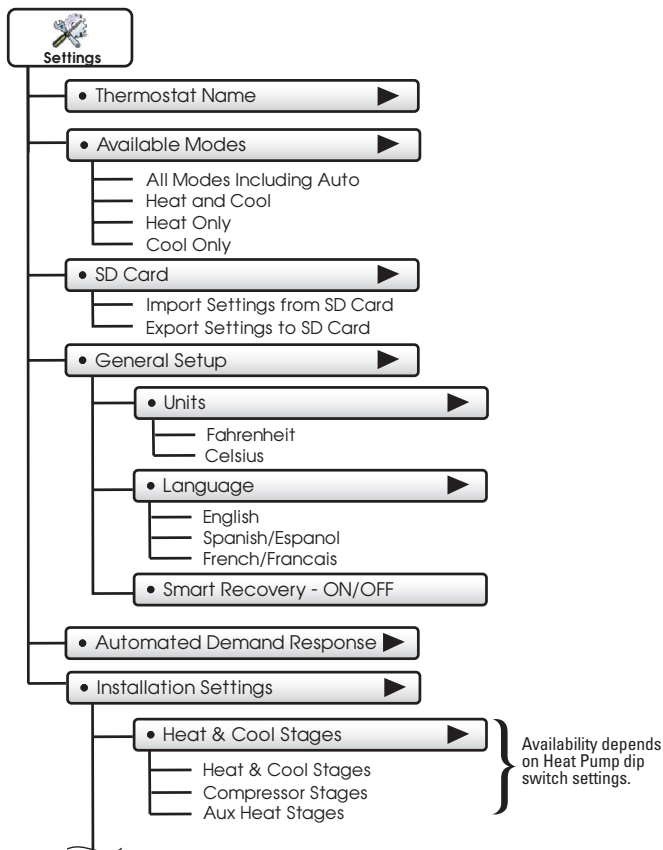 Settings
• Thermostat Name
• Available Modes
All Modes Including Auto
Heat and Cool
Heat Only
Cool Only
• SD Card
Import Settings from SD Card
Export Settings to SD Card
• General Setup
• Units
Fahrenheit
Celsius
• Language
English
Spanish/Espanol
French/Francais
• Smart Recovery - ON/OFF
• Automated Demand Response
• Installation Settings
• Heat & Cool Stages
Heat & Cool Stages
Compressor Stages
Aux Heat Stages
Availability depends
on Heat Pump dip
switch settings.